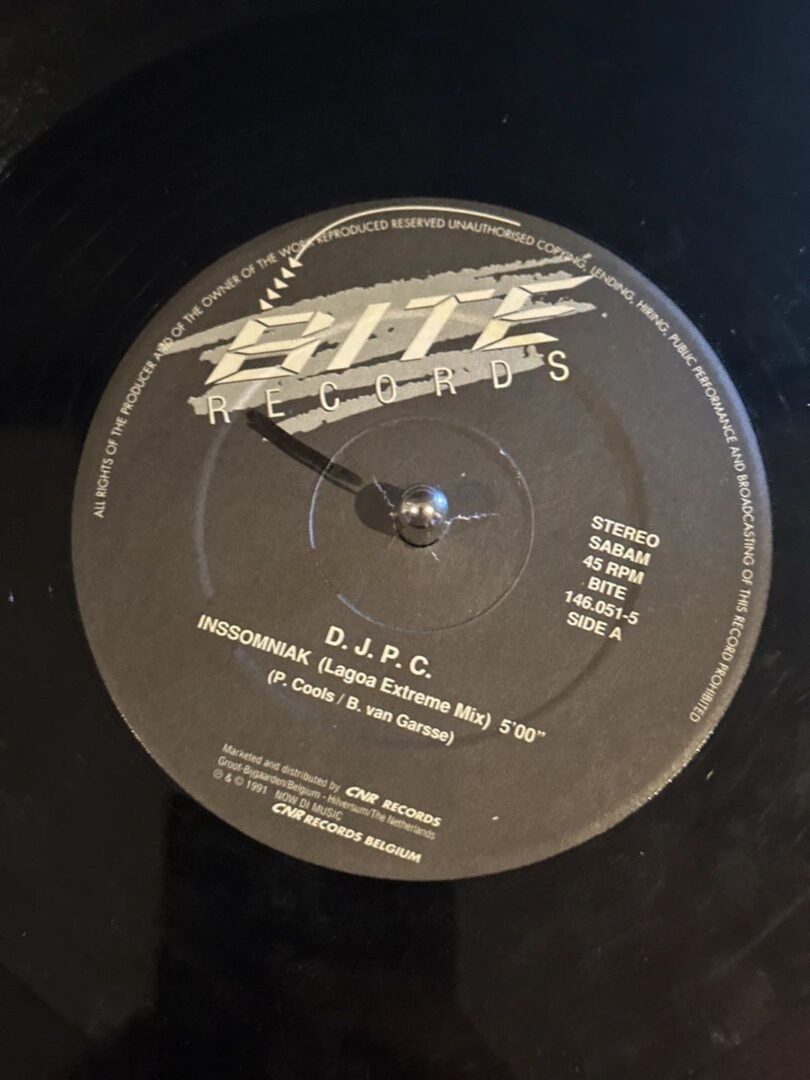 ALL RIGHTS OF THE PRODUCER AND OF THE OWNER OF THE WORK REPRODUCED RESERVED UNAUTHORISED COPYING, LENDING, HIRING, PUBLIC PERFORMANCE AND BROADCASTING OF THIS RECORD PROHIBITED
BITE
RECORDS
STEREO
SABAM
45 RPM
BITE
146.051-5
SIDE A
D. J. P. C.
INSSOMNIAK (Lagoa Extreme Mix) 5'00"
(P. Cools / B. van Garsse)
Marketed and distributed by CNR RECORDS
Groot-Bijgaarden/Belgium - Hilversum/The Netherlands
℗ & © 1991 NOW DI MUSIC
CNR RECORDS BELGIUM